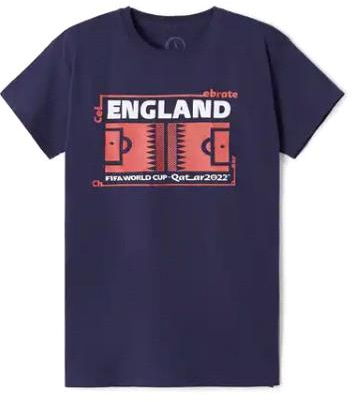 Cel
ebrate
ENGLAND
Ch
FIFA WORLD CUP - Qatar2022